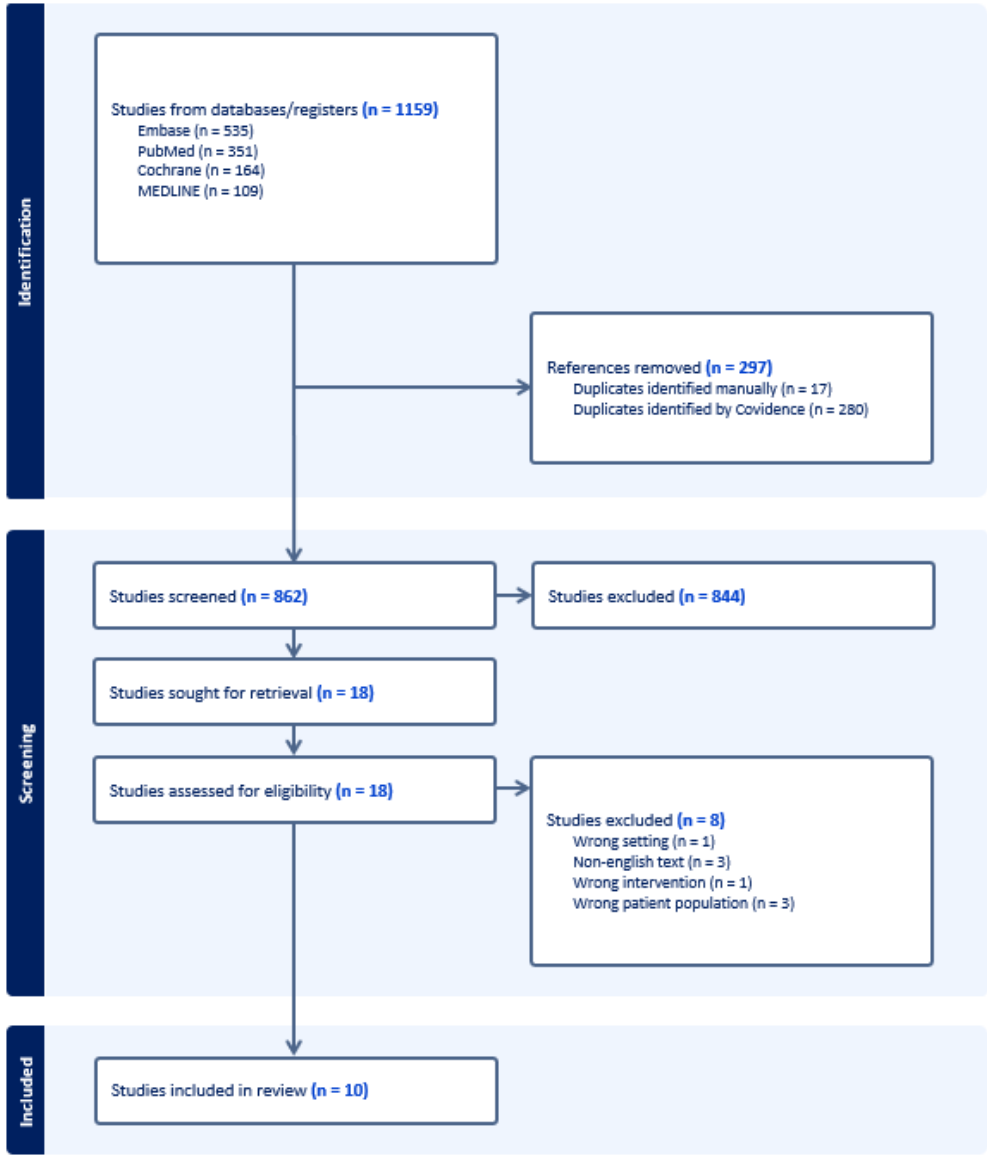 Identification
Studies from databases/registers (n = 1159)
Embase (n = 535)
PubMed (n = 351)
Cochrane (n = 164)
MEDLINE (n = 109)
References removed (n = 297)
Duplicates identified manually (n = 17)
Duplicates identified by Covidence (n = 280)
Screening
Studies screened (n = 862)
Studies excluded (n = 844)
Studies sought for retrieval (n = 18)
Studies assessed for eligibility (n = 18)
Studies excluded (n = 8)
Wrong setting (n = 1)
Non-english text (n = 3)
Wrong intervention (n = 1)
Wrong patient population (n = 3)
Included
Studies included in review (n = 10)